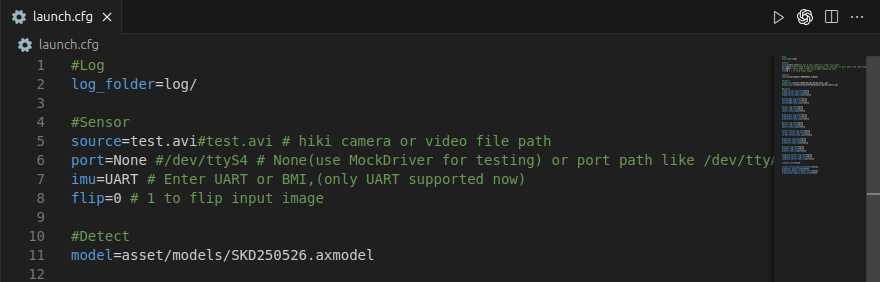 launch.cfg
launch.cfg
1 #Log
2 log_folder=log/
3
4 #Sensor
5 source=test.avi#test.avi # hiki camera or video file path
6 port=None #/dev/ttyS4 # None(use MockDriver for testing) or port path like /dev/tty
7 imu=UART # Enter UART or BMI,(only UART supported now)
8 flip=0 # 1 to flip input image
9
10 #Detect
11 model=asset/models/SKD250526.axmodel
12